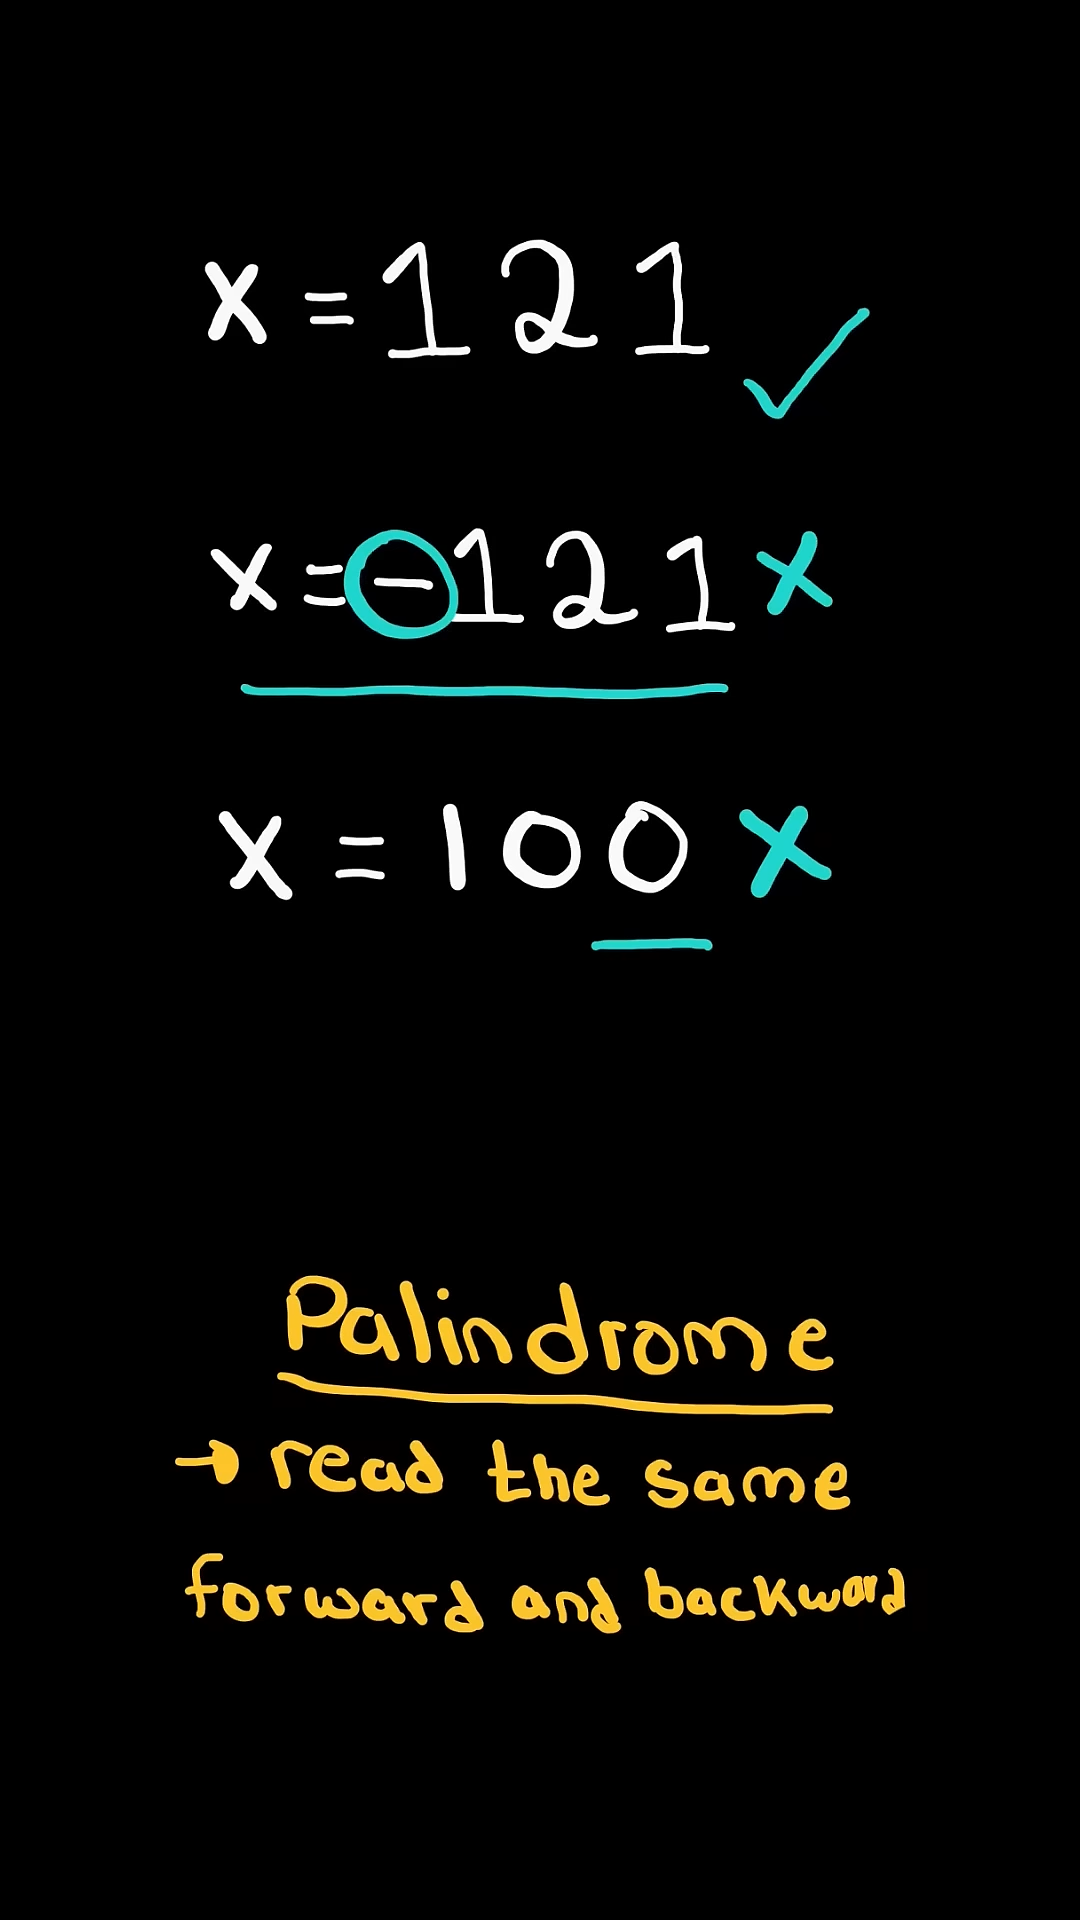 x = 121 ✓
x = -121 x
x = 100 x
Palindrome
→ read the same
forward and backward